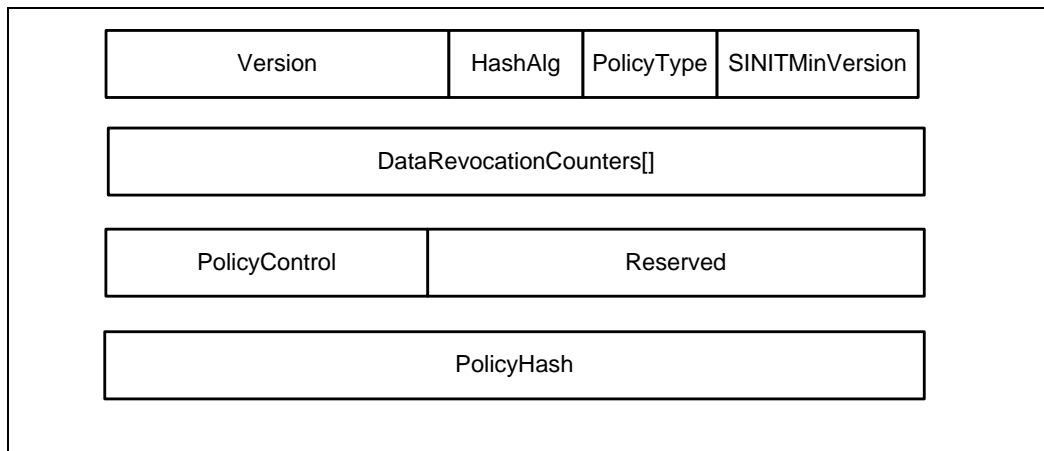 Version HashAlg PolicyType SINITMinVersion
DataRevocationCounters[]
PolicyControl Reserved
PolicyHash